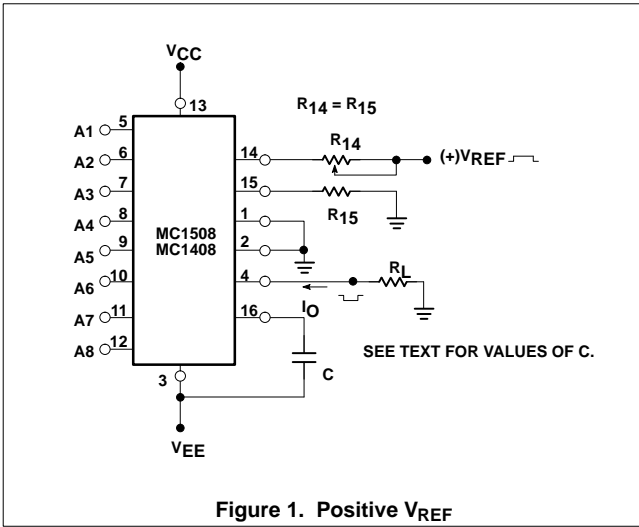 VCC
13
R14 = R15
A1 5
A2 6
A3 7
A4 8
A5 9
A6 10
A7 11
A8 12
MC1508
MC1408
14
R14
(+)VREF
15
R15
1
2
4
IO
RL
16
C
SEE TEXT FOR VALUES OF C.
3
VEE
Figure 1. Positive VREF